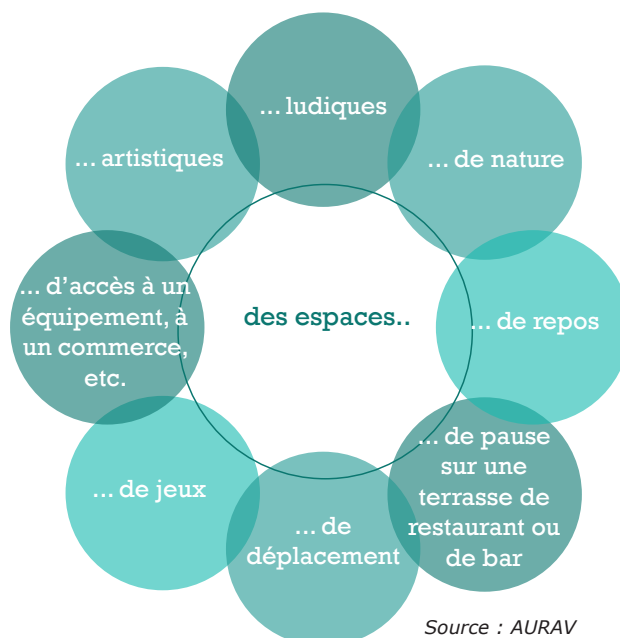 des espaces..
... ludiques
... de nature
... de repos
... de pause
sur une
terrasse de
restaurant ou
de bar
... de
déplacement
... de jeux
... d'accès à un
équipement, à
un commerce,
etc.
... artistiques
Source : AURAV